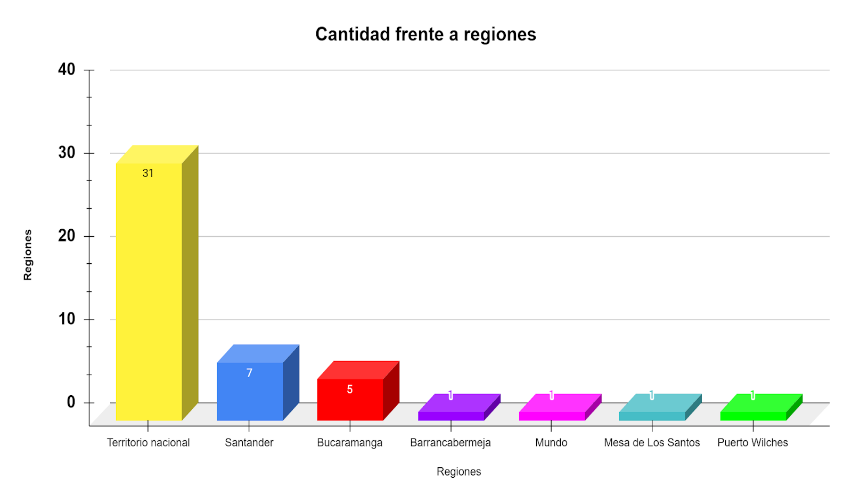 Cantidad frente a regiones
40
30
20
10
0
Regiones
31
7
5
1
1
1
1
Territorio nacional
Santander
Bucaramanga
Barrancabermeja
Mundo
Mesa de Los Santos
Puerto Wilches
Regiones